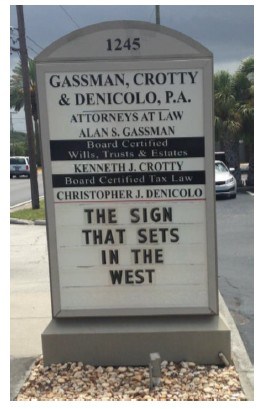 1245
GASSMAN, CROTTY
& DENICOLO, P.A.
ATTORNEYS AT LAW
ALAN S. GASSMAN
Board Certified
Wills, Trusts & Estates
KENNETH J. CROTTY
Board Certified Tax Law
CHRISTOPHER J. DENICOLO
THE SIGN
THAT SETS
IN THE
WEST